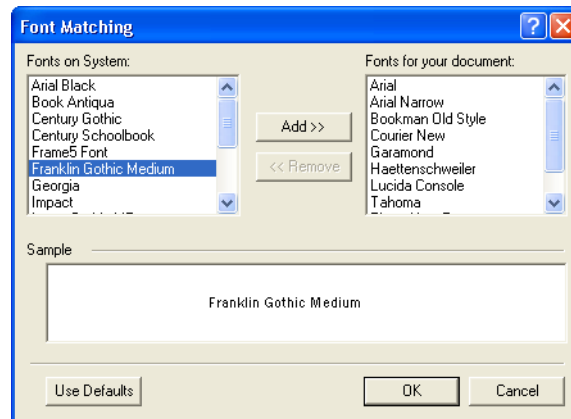 Font Matching
Fonts on System:
Arial Black
Book Antiqua
Century Gothic
Century Schoolbook
Frame5 Font
Franklin Gothic Medium
Georgia
Impact
Add >>
<< Remove
Fonts for your document:
Arial
Arial Narrow
Bookman Old Style
Courier New
Garamond
Haettenschweiler
Lucida Console
Tahoma
Sample
Franklin Gothic Medium
Use Defaults
OK
Cancel